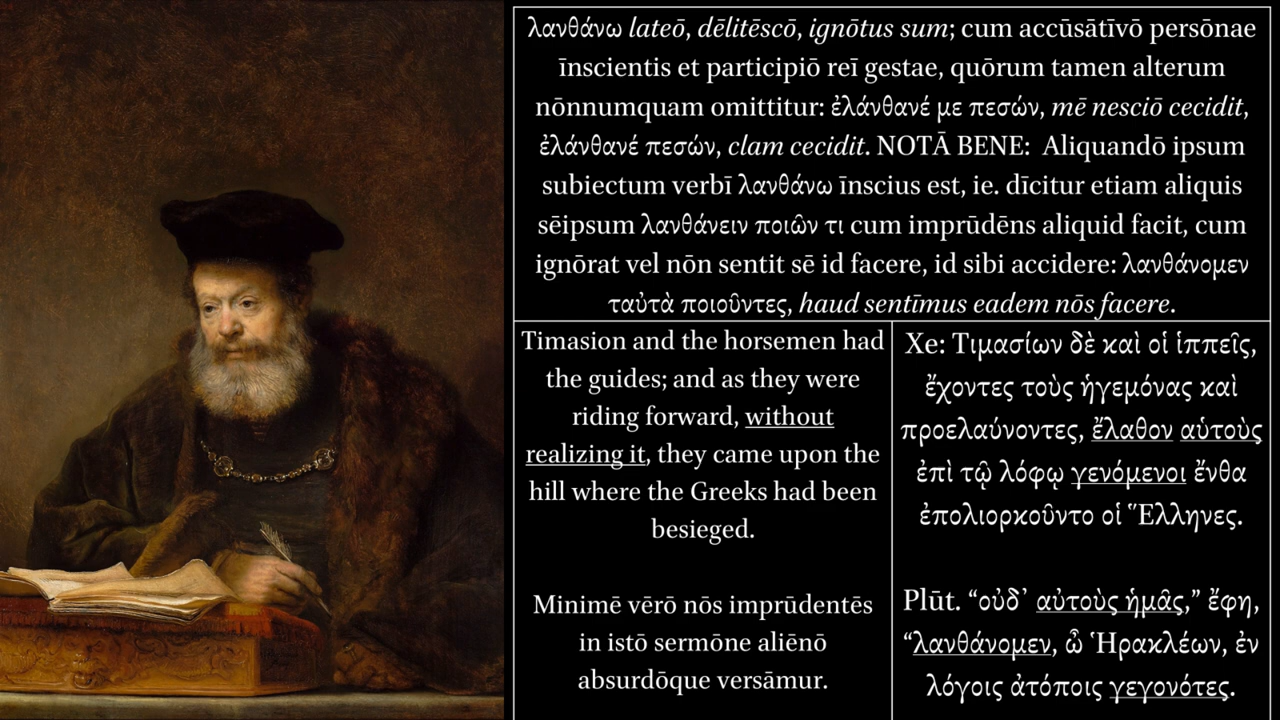 λανθάνω lateō, dēlitēscō, ignōtus sum; cum accūsātīvō persōnae
īnscientis et participiō reī gestae, quōrum tamen alterum
nōnnumquam omittitur: ἐλάνθανέ με πεσών, mē nesciō cecidit,
ἐλάνθανέ πεσών, clam cecidit. NOTĀ BENE: Aliquandō ipsum
subiectum verbī λανθάνω īnscius est, ie. dīcitur etiam aliquis
sēipsum λανθάνειν ποιῶν τι cum imprūdēns aliquid facit, cum
ignōrat vel nōn sentit sē id facere, id sibi accidere: λανθάνομεν
ταὐτὰ ποιοῦντες, haud sentīmus eadem nōs facere.
Timasion and the horsemen had
the guides; and as they were
riding forward, without
realizing it, they came upon the
hill where the Greeks had been
besieged.
Minimē vērō nōs imprūdentēs
in istō sermōne aliēnō
absurdōque versāmur.
Xe: Τιμασίων δὲ καὶ οἱ ἱππεῖς,
ἔχοντες τοὺς ἡγεμόνας καὶ
προελαύνοντες, ἔλαθον αὑτοὺς
ἐπὶ τῷ λόφῳ γενόμενοι ἔνθα
ἐπολιορκοῦντο οἱ Ἕλληνες.
Plūt. “οὐδ᾽ αὐτοὺς ἡμᾶς,” ἔφη,
“λανθάνομεν, ὦ Ἡρακλέων, ἐν
λόγοις ἀτόποις γεγονότες.